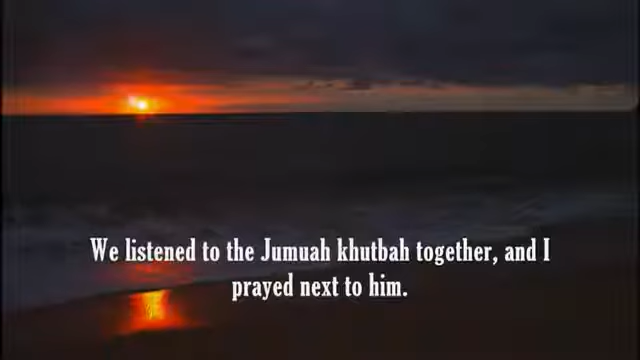 We listened to the Jumuah khutbah together, and I
prayed next to him.